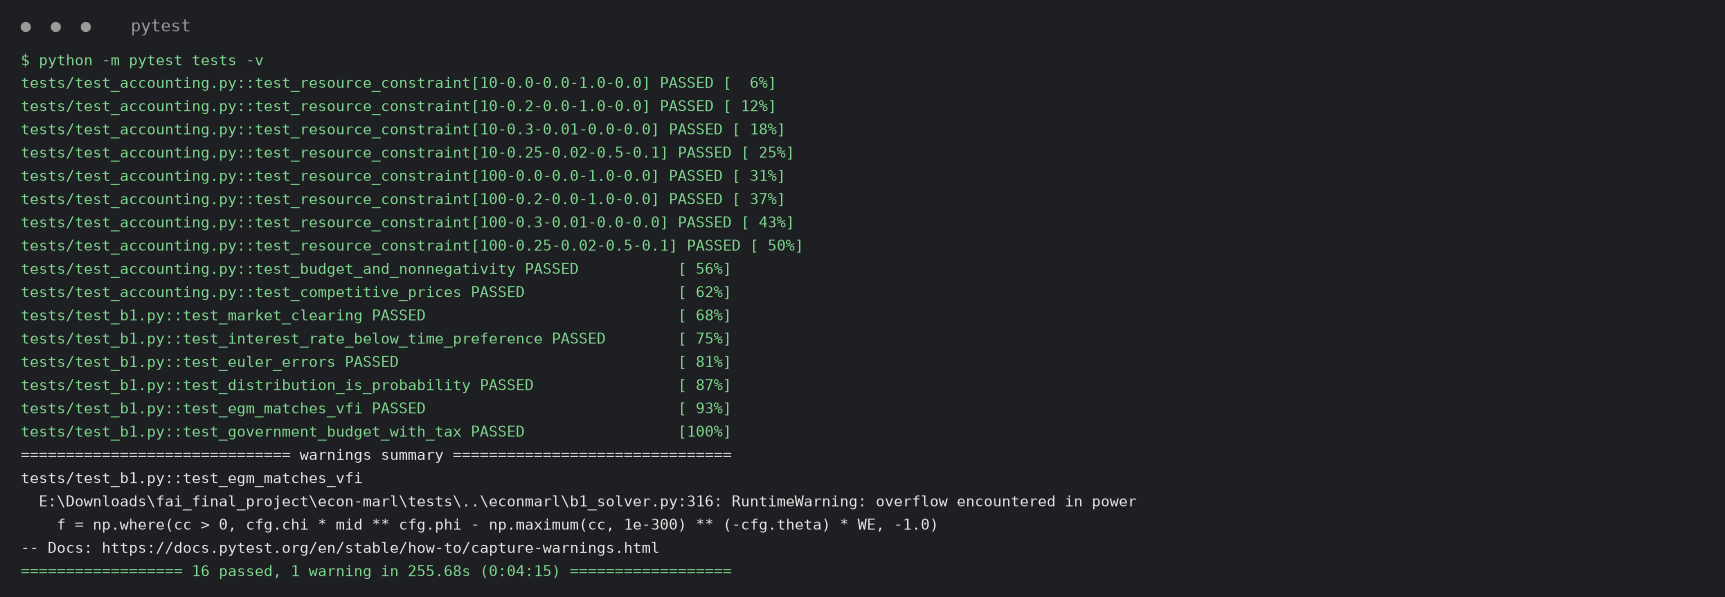 pytest
$ python -m pytest tests -v
tests/test_accounting.py::test_resource_constraint[10-0.0-0.0-1.0-0.0] PASSED [  6%]
tests/test_accounting.py::test_resource_constraint[10-0.2-0.0-1.0-0.0] PASSED [ 12%]
tests/test_accounting.py::test_resource_constraint[10-0.3-0.01-0.0-0.0] PASSED [ 18%]
tests/test_accounting.py::test_resource_constraint[10-0.25-0.02-0.5-0.1] PASSED [ 25%]
tests/test_accounting.py::test_resource_constraint[100-0.0-0.0-1.0-0.0] PASSED [ 31%]
tests/test_accounting.py::test_resource_constraint[100-0.2-0.0-1.0-0.0] PASSED [ 37%]
tests/test_accounting.py::test_resource_constraint[100-0.3-0.01-0.0-0.0] PASSED [ 43%]
tests/test_accounting.py::test_resource_constraint[100-0.25-0.02-0.5-0.1] PASSED [ 50%]
tests/test_accounting.py::test_budget_and_nonnegativity PASSED           [ 56%]
tests/test_accounting.py::test_competitive_prices PASSED                 [ 62%]
tests/test_b1.py::test_market_clearing PASSED                            [ 68%]
tests/test_b1.py::test_interest_rate_below_time_preference PASSED        [ 75%]
tests/test_b1.py::test_euler_errors PASSED                               [ 81%]
tests/test_b1.py::test_distribution_is_probability PASSED                [ 87%]
tests/test_b1.py::test_egm_matches_vfi PASSED                            [ 93%]
tests/test_b1.py::test_government_budget_with_tax PASSED                 [100%]
============================== warnings summary ===============================
tests/test_b1.py::test_egm_matches_vfi
  E:\Downloads\fai_final_project\econ-marl\tests\..\econmarl\b1_solver.py:316: RuntimeWarning: overflow encountered in power
    f = np.where(cc > 0, cfg.chi * mid ** cfg.phi - np.maximum(cc, 1e-300) ** (-cfg.theta) * WE, -1.0)
-- Docs: https://docs.pytest.org/en/stable/how-to/capture-warnings.html
================== 16 passed, 1 warning in 255.68s (0:04:15) ==================